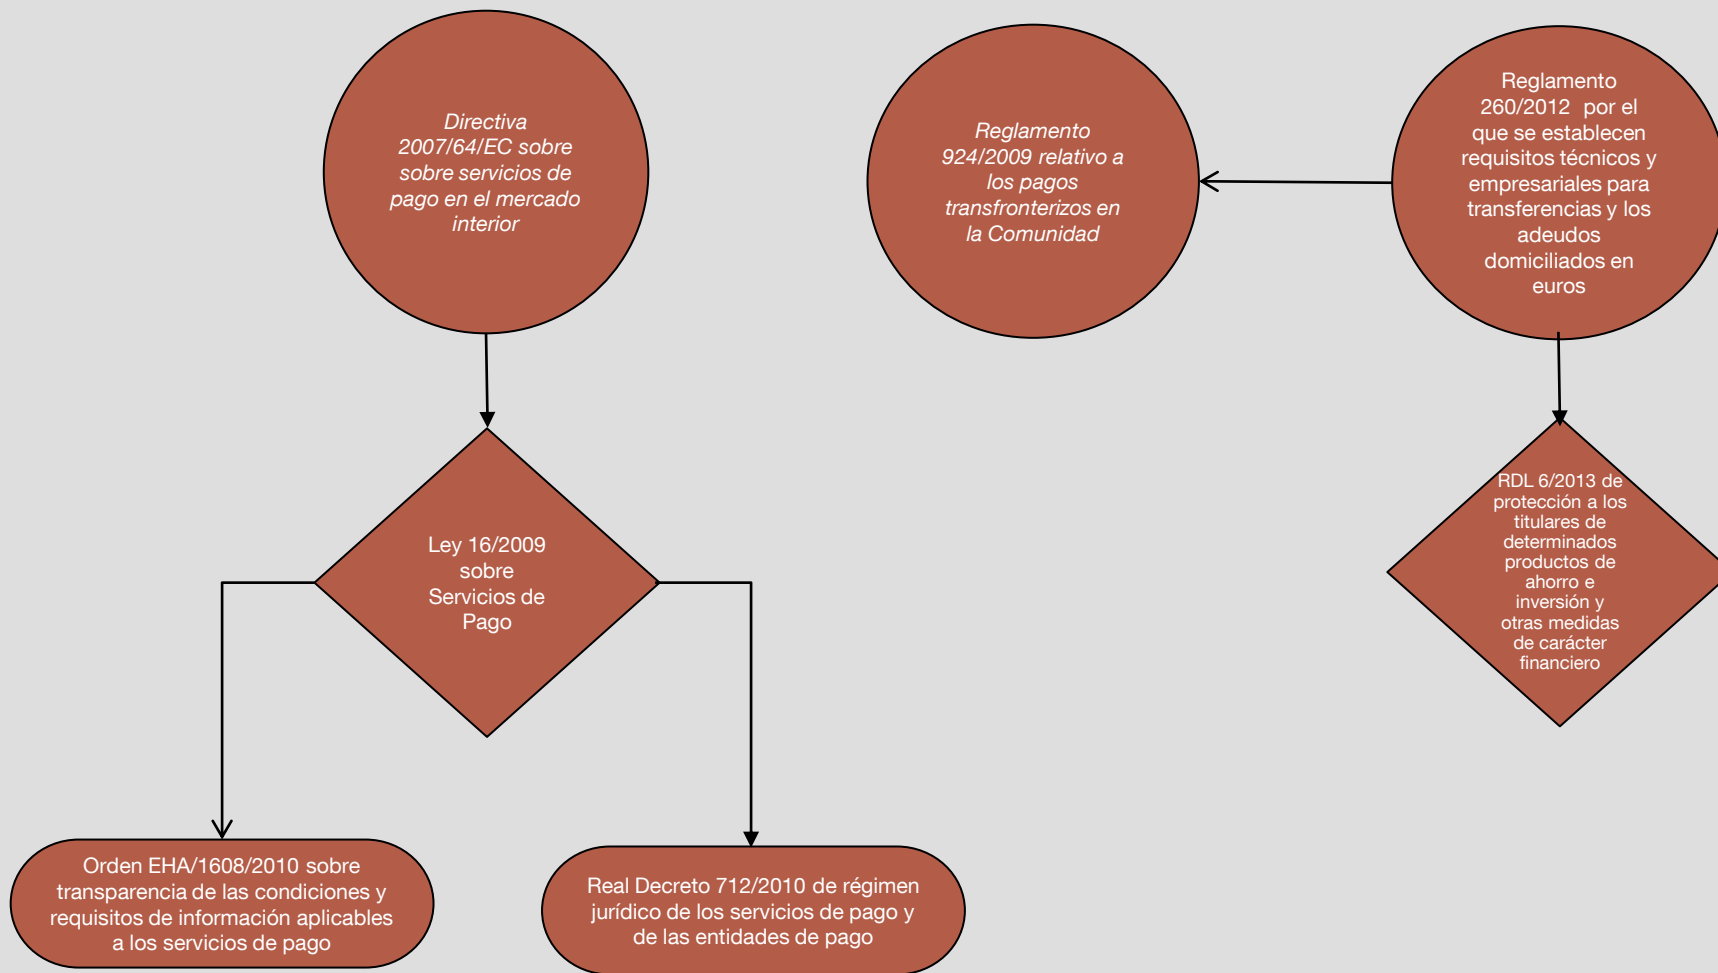 Directiva
2007/64/EC sobre
sobre servicios de
pago en el mercado
interior
Reglamento
924/2009 relativo a
los pagos
transfronterizos en
la Comunidad
Reglamento
260/2012 por el
que se establecen
requisitos técnicos y
empresariales para
transferencias y los
adeudos
domiciliados en
euros
Ley 16/2009
sobre
Servicios de
Pago
RDL 6/2013 de
protección a los
titulares de
determinados
productos de
ahorro e
inversión y
otras medidas
de carácter
financiero
Orden EHA/1608/2010 sobre
transparencia de las condiciones y
requisitos de información aplicables
a los servicios de pago
Real Decreto 712/2010 de régimen
jurídico de los servicios de pago y
de las entidades de pago